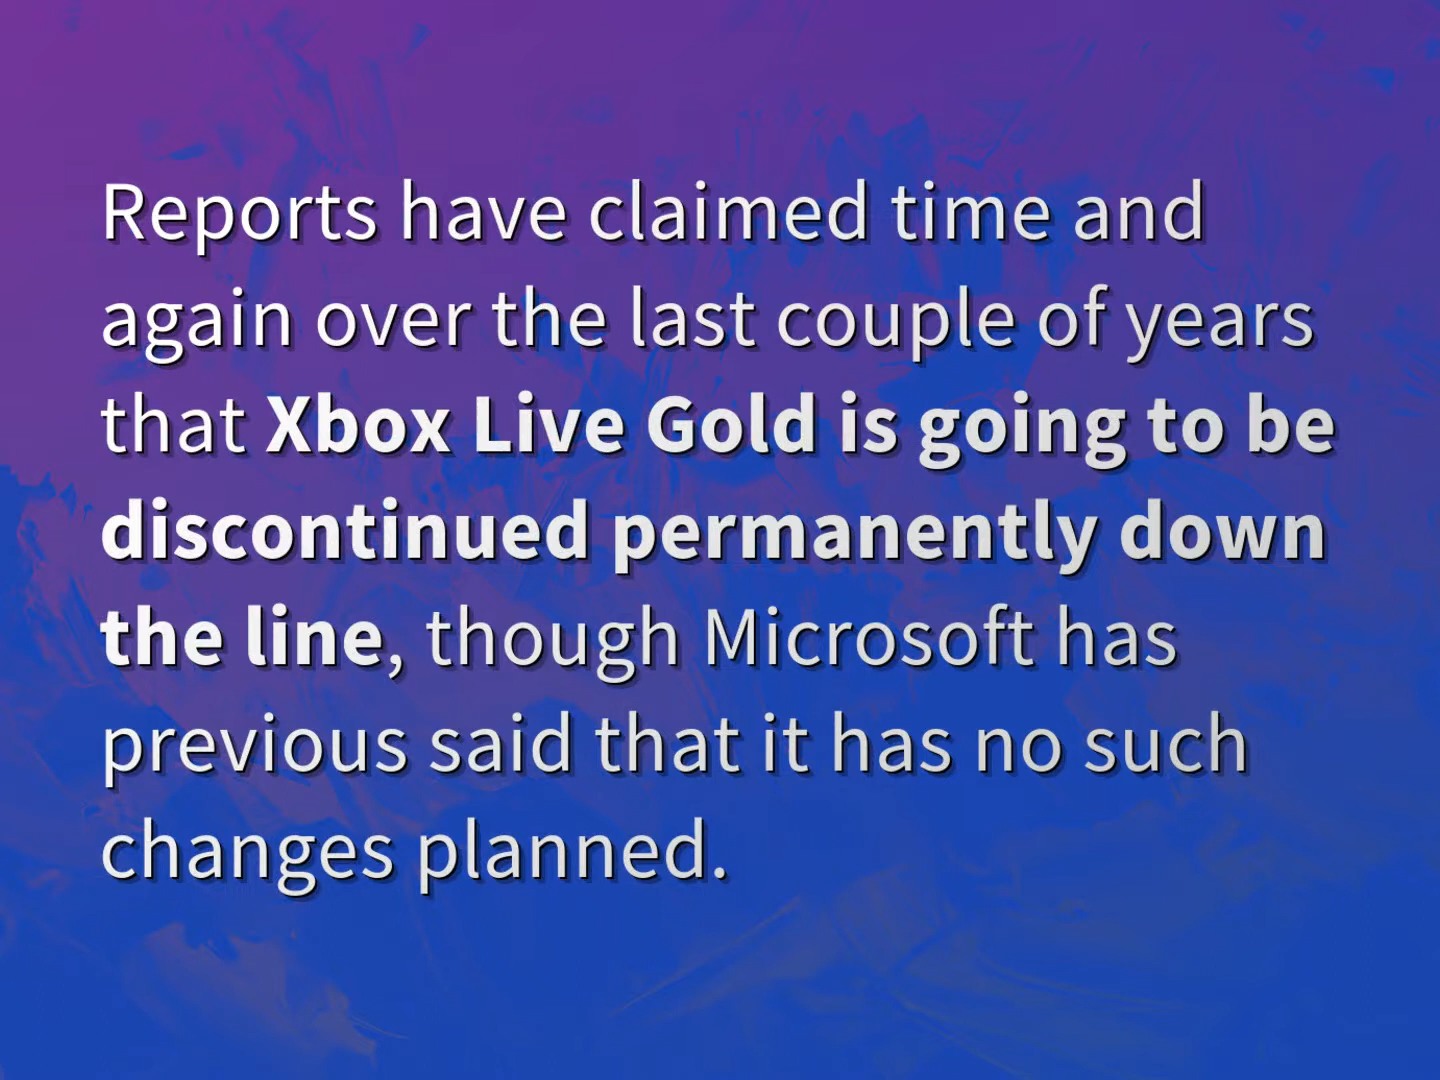 Reports have claimed time and
again over the last couple of years
that Xbox Live Gold is going to be
discontinued permanently down
the line, though Microsoft has
previous said that it has no such
changes planned.